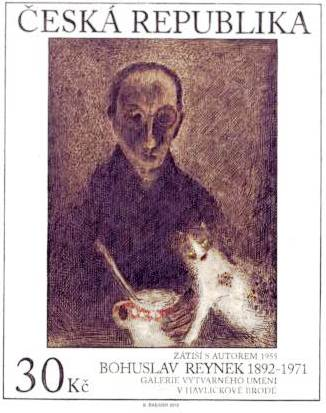 ČESKÁ REPUBLIKA
ZÁTIŠÍ S AUTOREM 1955
BOHUSLAV REYNEK 1892-1971
GALERIE VÝTVARNÉHO UMĚNÍ
V HAVLÍČKOVĚ BRODĚ
30 Kč